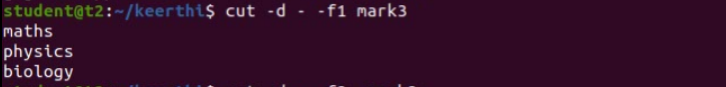 student@t2:~/keerthi$ cut -d - -f1 mark3
maths
physics
biology